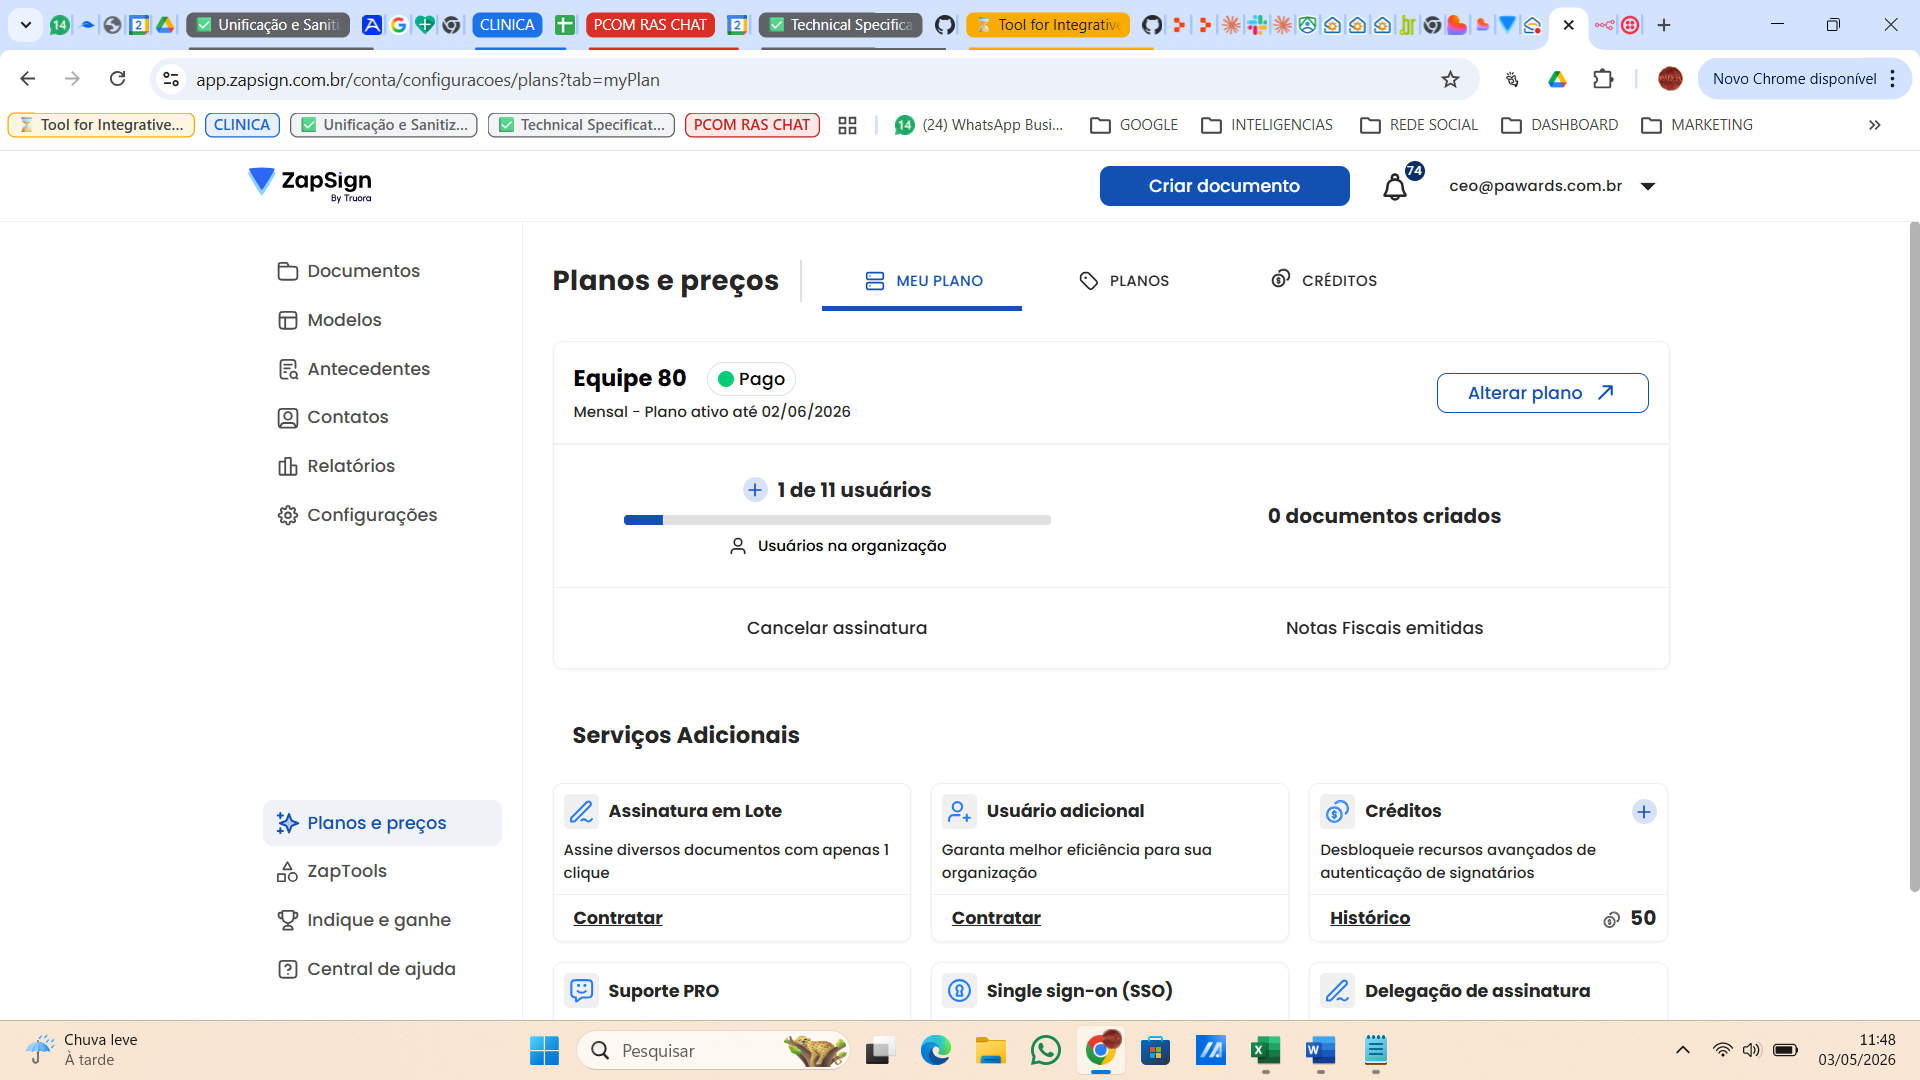 Unificação e Saniti
CLINICA
PCOM RAS CHAT
Technical Specifica
Tool for Integrative
app.zapsign.com.br/conta/configuracoes/plans?tab=myPlan
Novo Chrome disponível
Tool for Integrative...
CLINICA
Unificação e Sanitiz...
Technical Specificat...
PCOM RAS CHAT
14
(24) WhatsApp Busi...
GOOGLE
INTELIGENCIAS
REDE SOCIAL
DASHBOARD
MARKETING
ZapSign
By Truora
Criar documento
74
ceo@pawards.com.br
Documentos
Modelos
Antecedentes
Contatos
Relatórios
Configurações
Planos e preços
ZapTools
Indique e ganhe
Central de ajuda
Planos e preços
MEU PLANO
PLANOS
CRÉDITOS
Equipe 80
Pago
Mensal - Plano ativo até 02/06/2026
Alterar plano
1 de 11 usuários
Usuários na organização
0 documentos criados
Cancelar assinatura
Notas Fiscais emitidas
Serviços Adicionais
Assinatura em Lote
Assine diversos documentos com apenas 1
clique
Contratar
Usuário adicional
Garanta melhor eficiência para sua
organização
Contratar
Créditos
Desbloqueie recursos avançados de
autenticação de signatários
Histórico
50
Suporte PRO
Single sign-on (SSO)
Delegação de assinatura
Chuva leve
À tarde
Pesquisar
11:48
03/05/2026